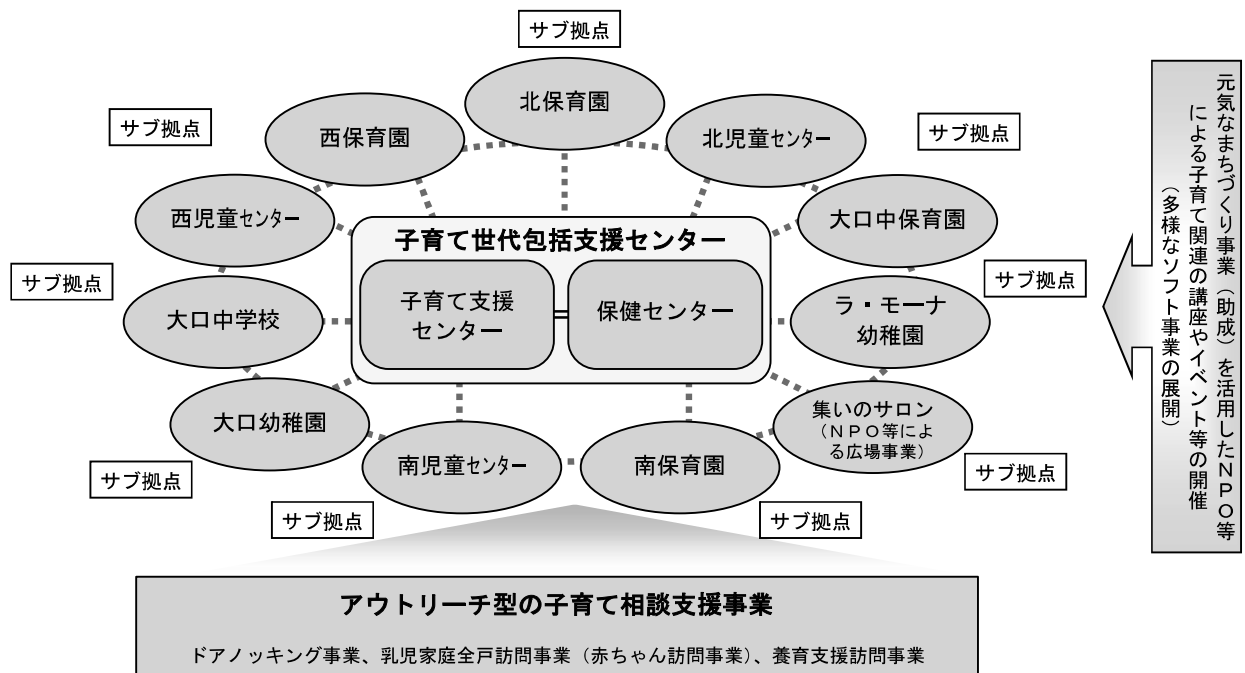 サブ拠点
北保育園
サブ拠点
西保育園
北児童センター
サブ拠点
西児童センター
大口中保育園
子育て世代包括支援センター
サブ拠点
大口中学校
子育て支援
センター
保健センター
ラ・モーナ
幼稚園
サブ拠点
大口幼稚園
集いのサロン
（ＮＰＯ等によ
る広場事業）
南児童センター
南保育園
サブ拠点
サブ拠点
サブ拠点
サブ拠点
元気なまちづくり事業（助成）を活用したＮＰＯ等
による子育て関連の講座やイベント等の開催
（多様なソフト事業の展開）
アウトリーチ型の子育て相談支援事業
ドアノッキング事業、乳児家庭全戸訪問事業（赤ちゃん訪問事業）、養育支援訪問事業